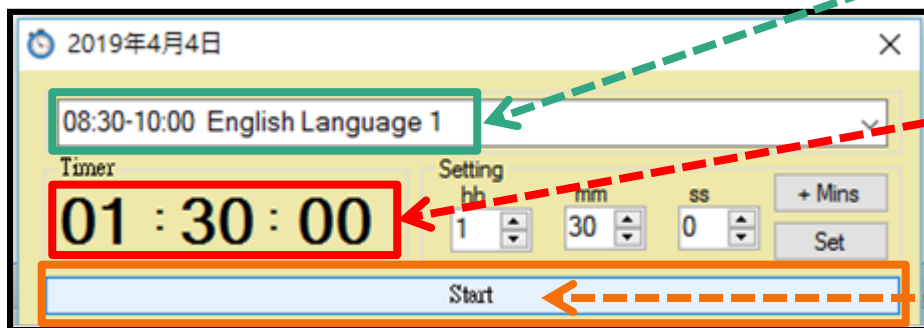 2019年4月4日
08:30-10:00 English Language 1
Timer
Setting
hh mm ss
+ Mins
01 : 30 : 00
1 30 0
Set
Start